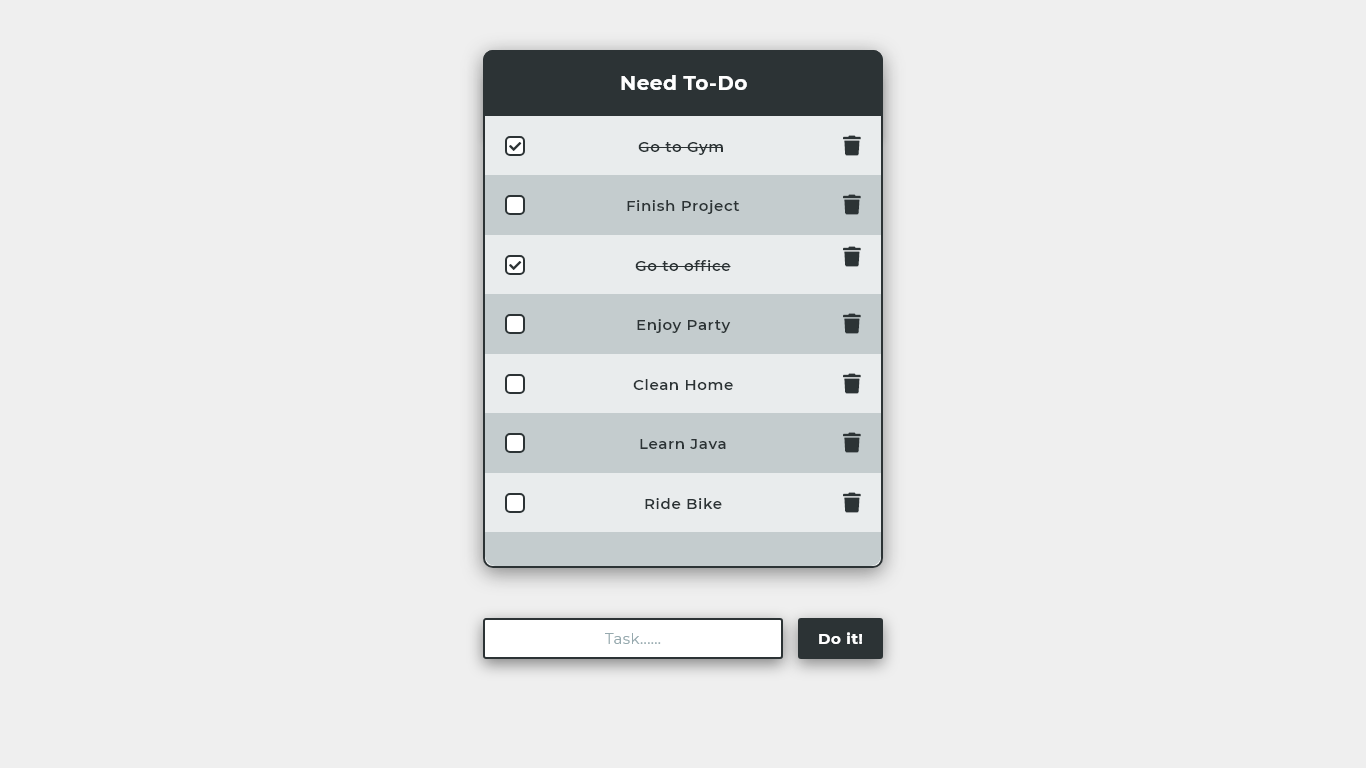 Need To-Do
Go to Gym
Finish Project
Go to office
Enjoy Party
Clean Home
Learn Java
Ride Bike
Task......
Do it!